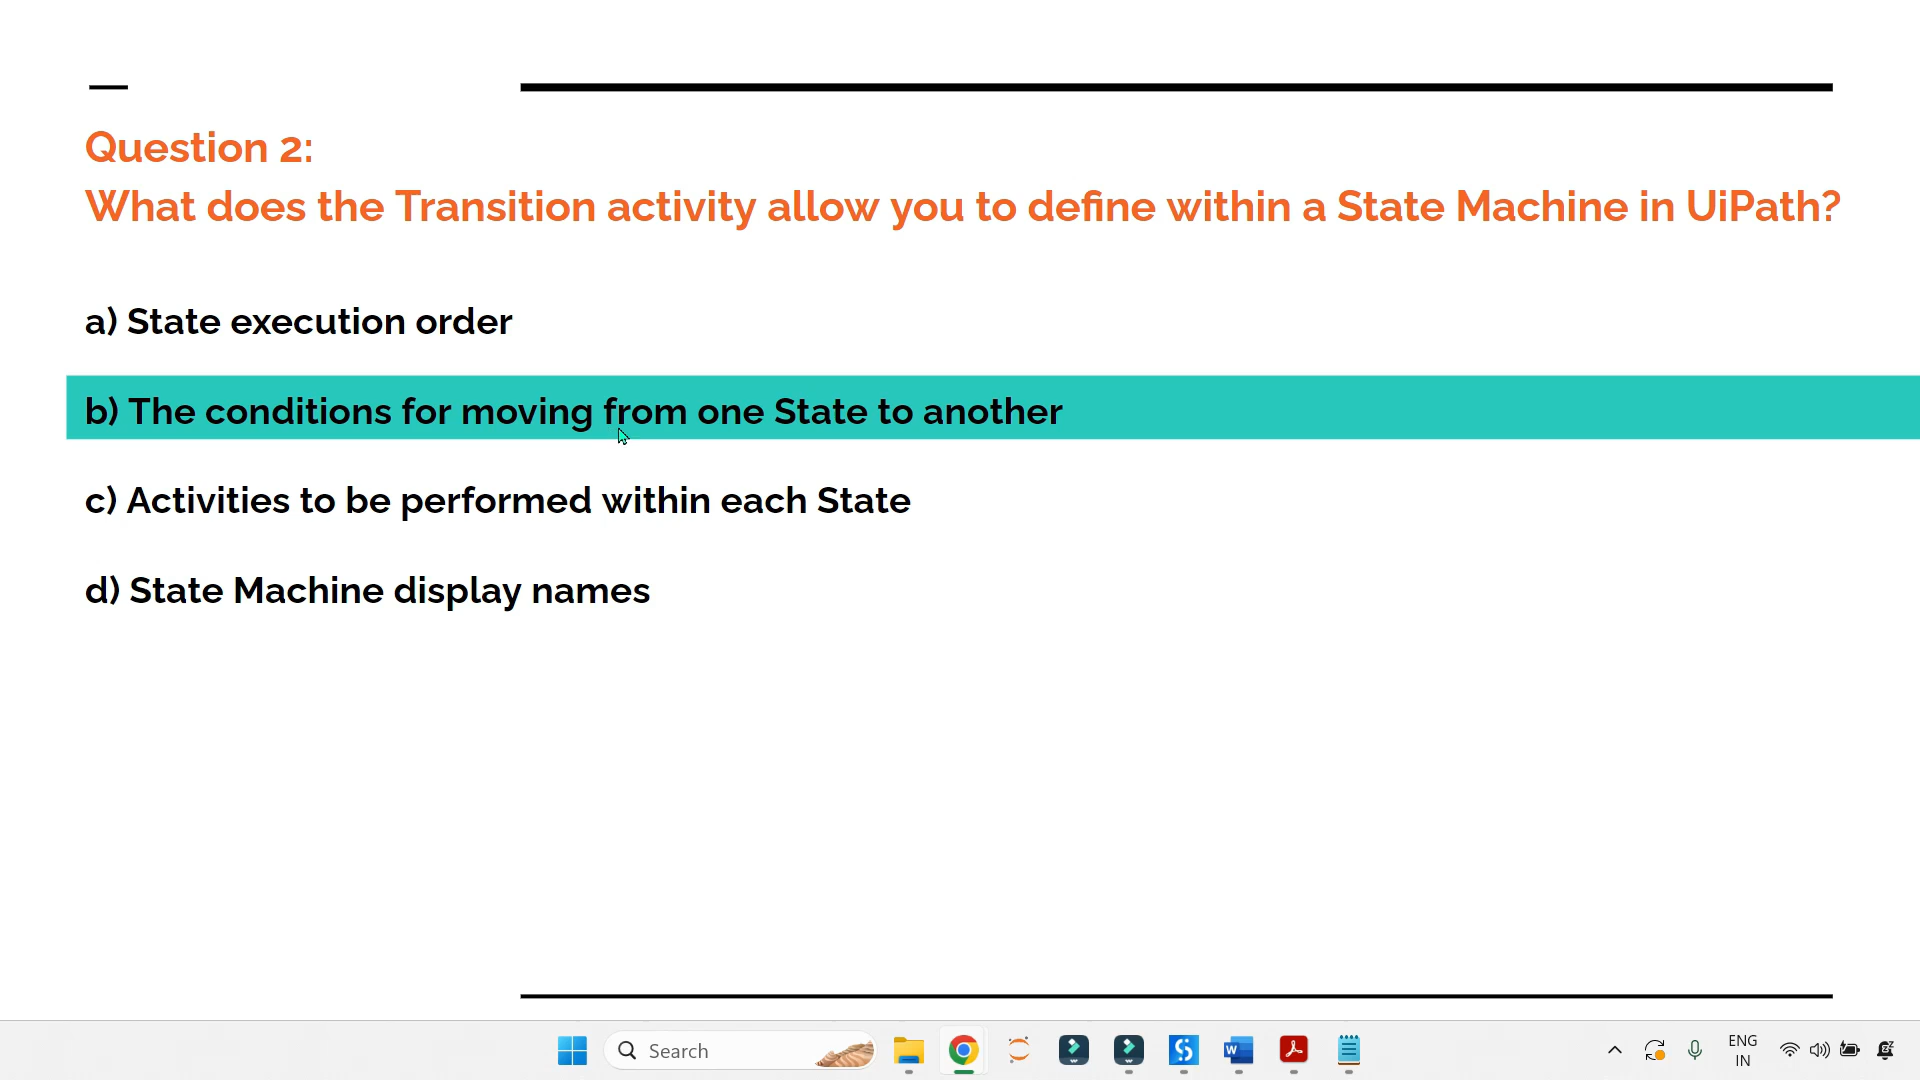 Question 2:
What does the Transition activity allow you to define within a State Machine in UiPath?
a) State execution order
b) The conditions for moving from one State to another
c) Activities to be performed within each State
d) State Machine display names
Search
ENG
IN